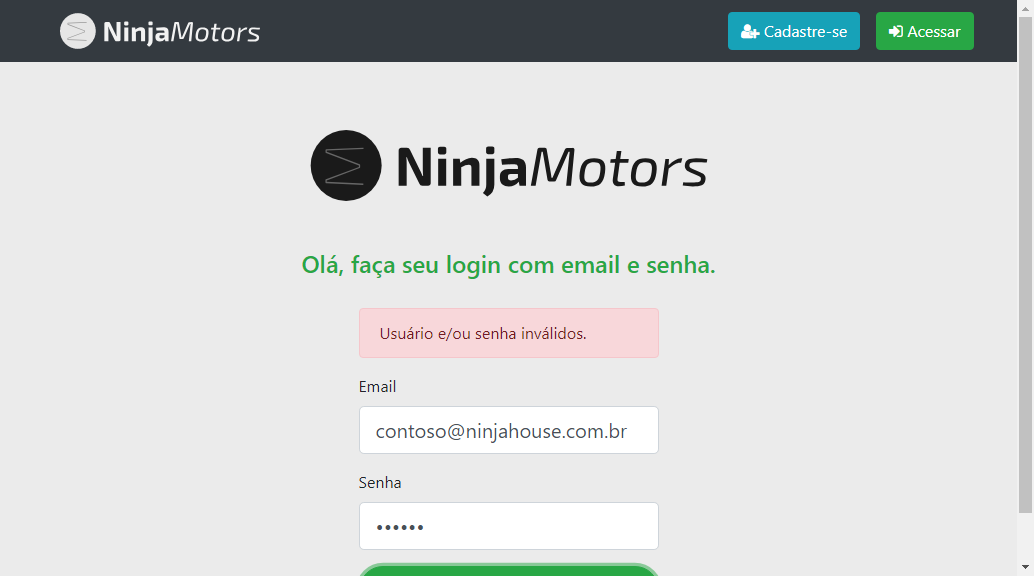 NinjaMotors
Cadastre-se
Acessar
NinjaMotors
Olá, faça seu login com email e senha.
Usuário e/ou senha inválidos.
Email
contoso@ninjahouse.com.br
Senha
••••••